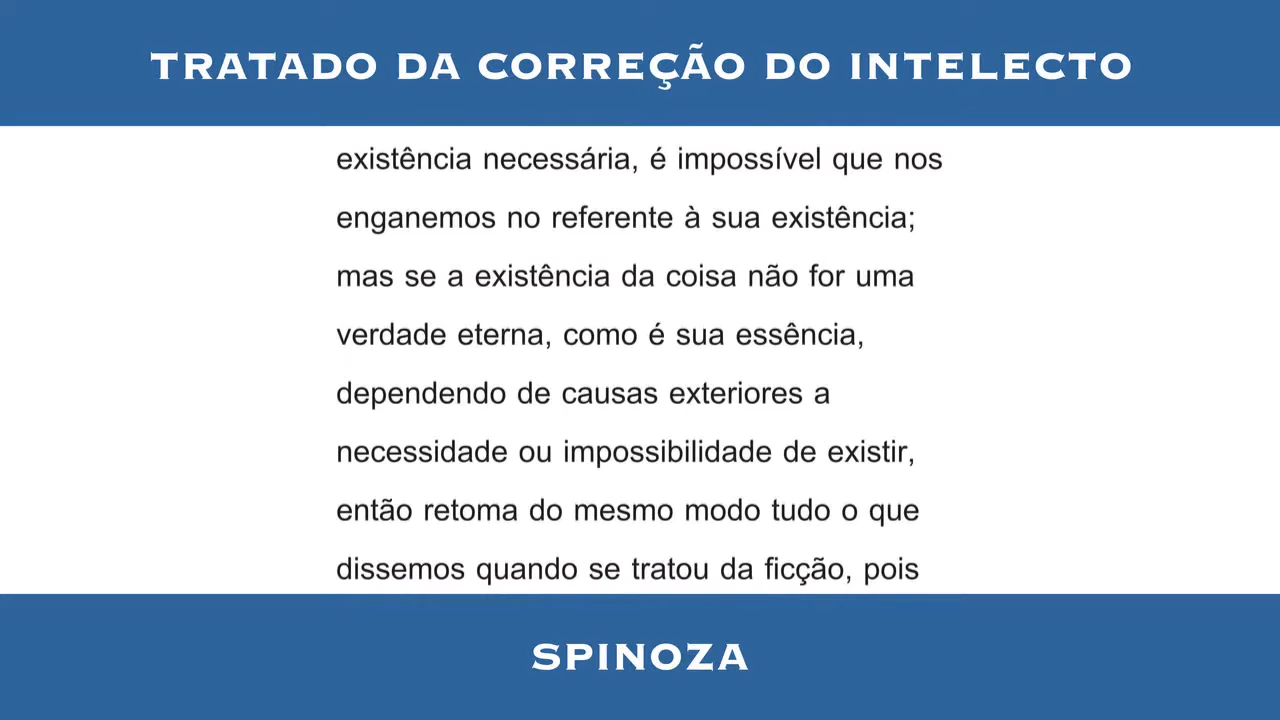 TRATADO DA CORREÇÃO DO INTELECTO
existência necessária, é impossível que nos
enganemos no referente à sua existência;
mas se a existência da coisa não for uma
verdade eterna, como é sua essência,
dependendo de causas exteriores a
necessidade ou impossibilidade de existir,
então retoma do mesmo modo tudo o que
dissemos quando se tratou da ficção, pois
SPINOZA